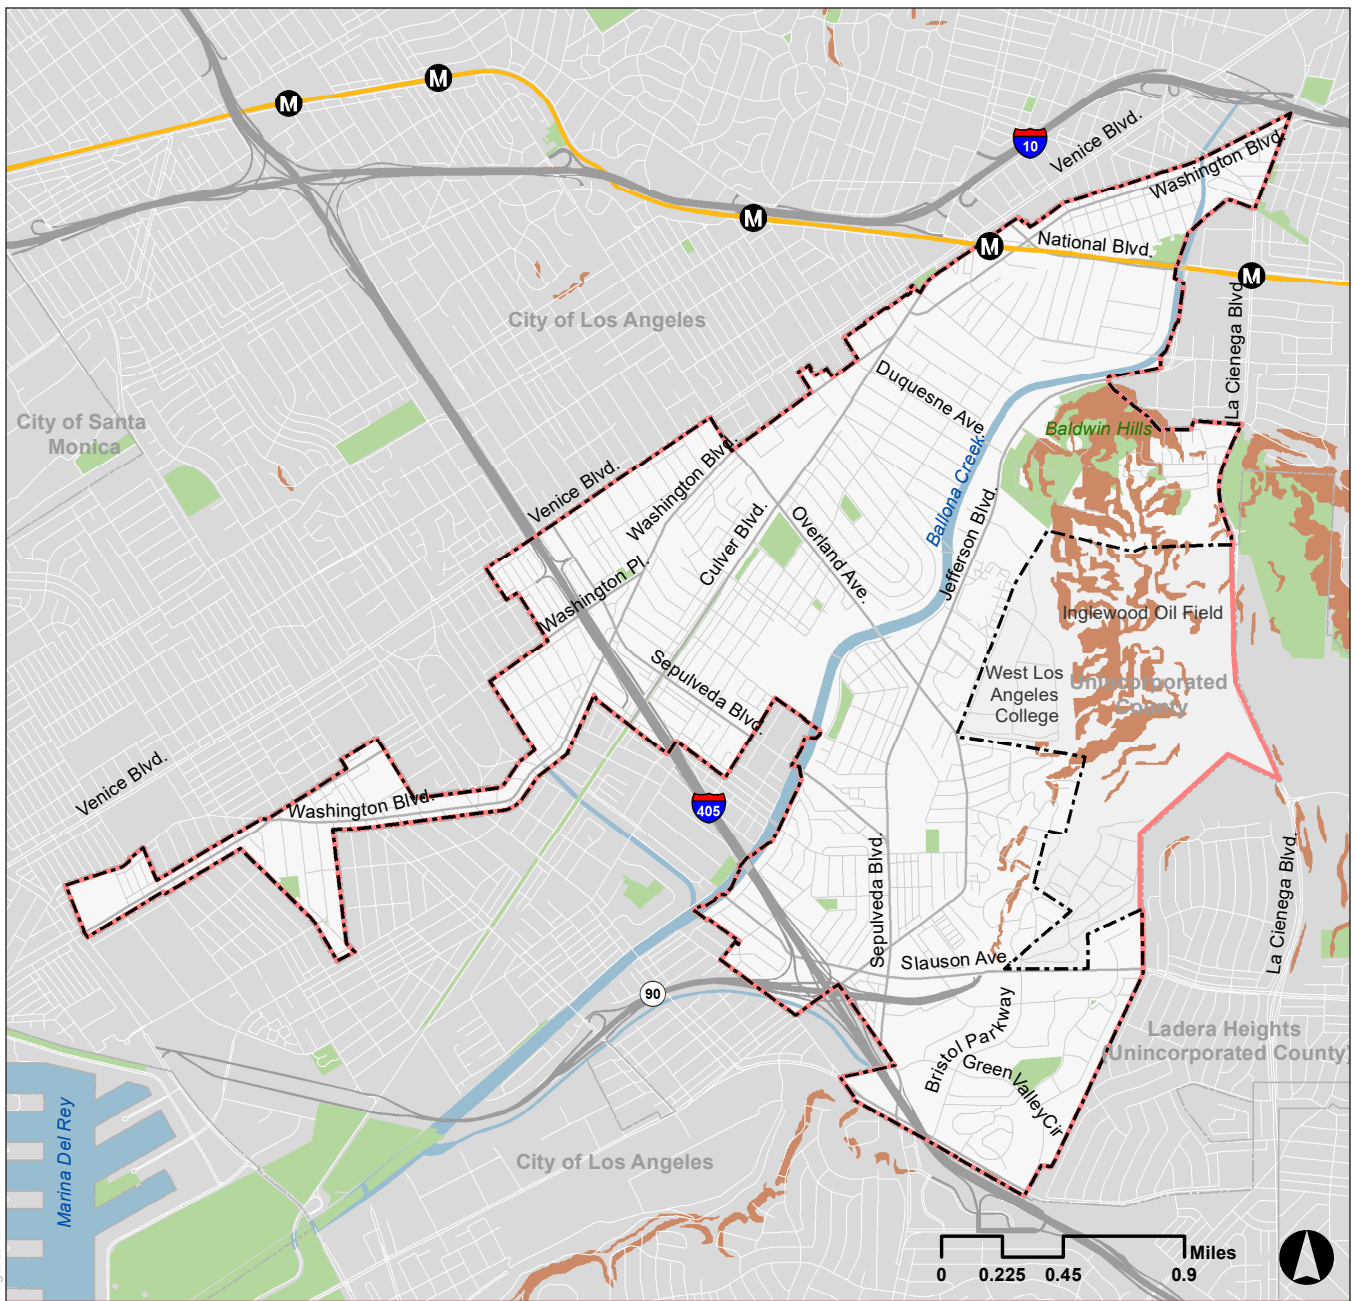 M
M
10
Venice Blvd.
Washington Blvd.
M
M
National Blvd.
M
La Cienega Blvd.
City of Los Angeles
Duquesne Ave.
City of Santa
Monica
Baldwin Hills
Ballona Creek
Venice Blvd.
Washington Blvd.
Culver Blvd.
Overland Ave.
Jefferson Blvd.
Washington Pl.
Inglewood Oil Field
Sepulveda Blvd.
West Los
Angeles
College
Unincorporated
County
Venice Blvd.
Washington Blvd.
405
Sepulveda Blvd.
La Cienega Blvd.
Slauson Ave
90
Bristol Parkway
Ladera Heights
(Unincorporated County)
Green Valley Cir
Marina Del Rey
City of Los Angeles
Miles
0
0.225
0.45
0.9